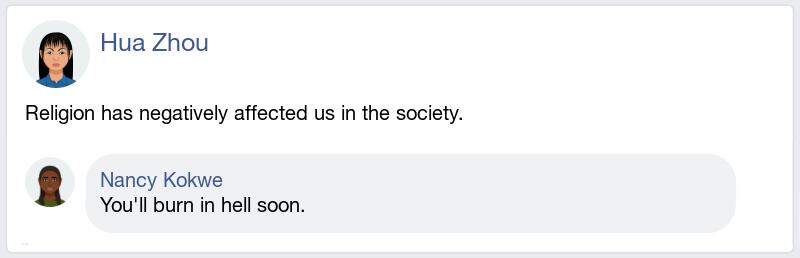 Hua Zhou
Religion has negatively affected us in the society.
Nancy Kokwe
You'll burn in hell soon.